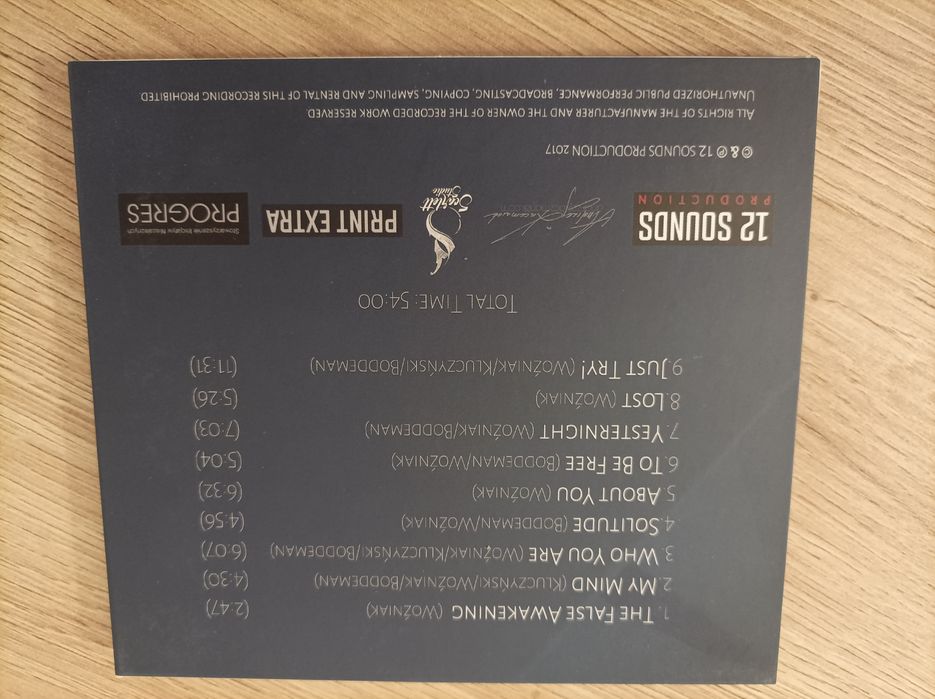 1. THE FALSE AWAKENING (WOŹNIAK) (2:47)
2. MY MIND (KLUCZYŃSKI/WOŹNIAK/BODDEMAN) (4:30)
3. WHO YOU ARE (WOŹNIAK/KLUCZYŃSKI/BODDEMAN) (6:07)
4. SOLITUDE (BODDEMAN/WOŹNIAK) (4:56)
5. ABOUT YOU (WOŹNIAK) (6:32)
6. TO BE FREE (BODDEMAN/WOŹNIAK) (5:04)
7. YESTERNIGHT (WOŹNIAK/BODDEMAN) (7:03)
8. LOST (WOŹNIAK) (5:26)
9. JUST TRY! (WOŹNIAK/KLUCZYŃSKI/BODDEMAN) (11:31)
TOTAL TIME: 54:00
12 SOUNDS
PRODUCTION
Scarlett
Studio
PRINT EXTRA
Stowarzyszenie Inicjatyw Niezależnych
PROGRES
© & ℗ 12 SOUNDS PRODUCTION 2017
ALL RIGHTS OF THE MANUFACTURER AND THE OWNER OF THE RECORDED WORK RESERVED
UNAUTHORIZED PUBLIC PERFORMANCE, BROADCASTING, COPYING, SAMPLING AND RENTAL OF THIS RECORDING PROHIBITED